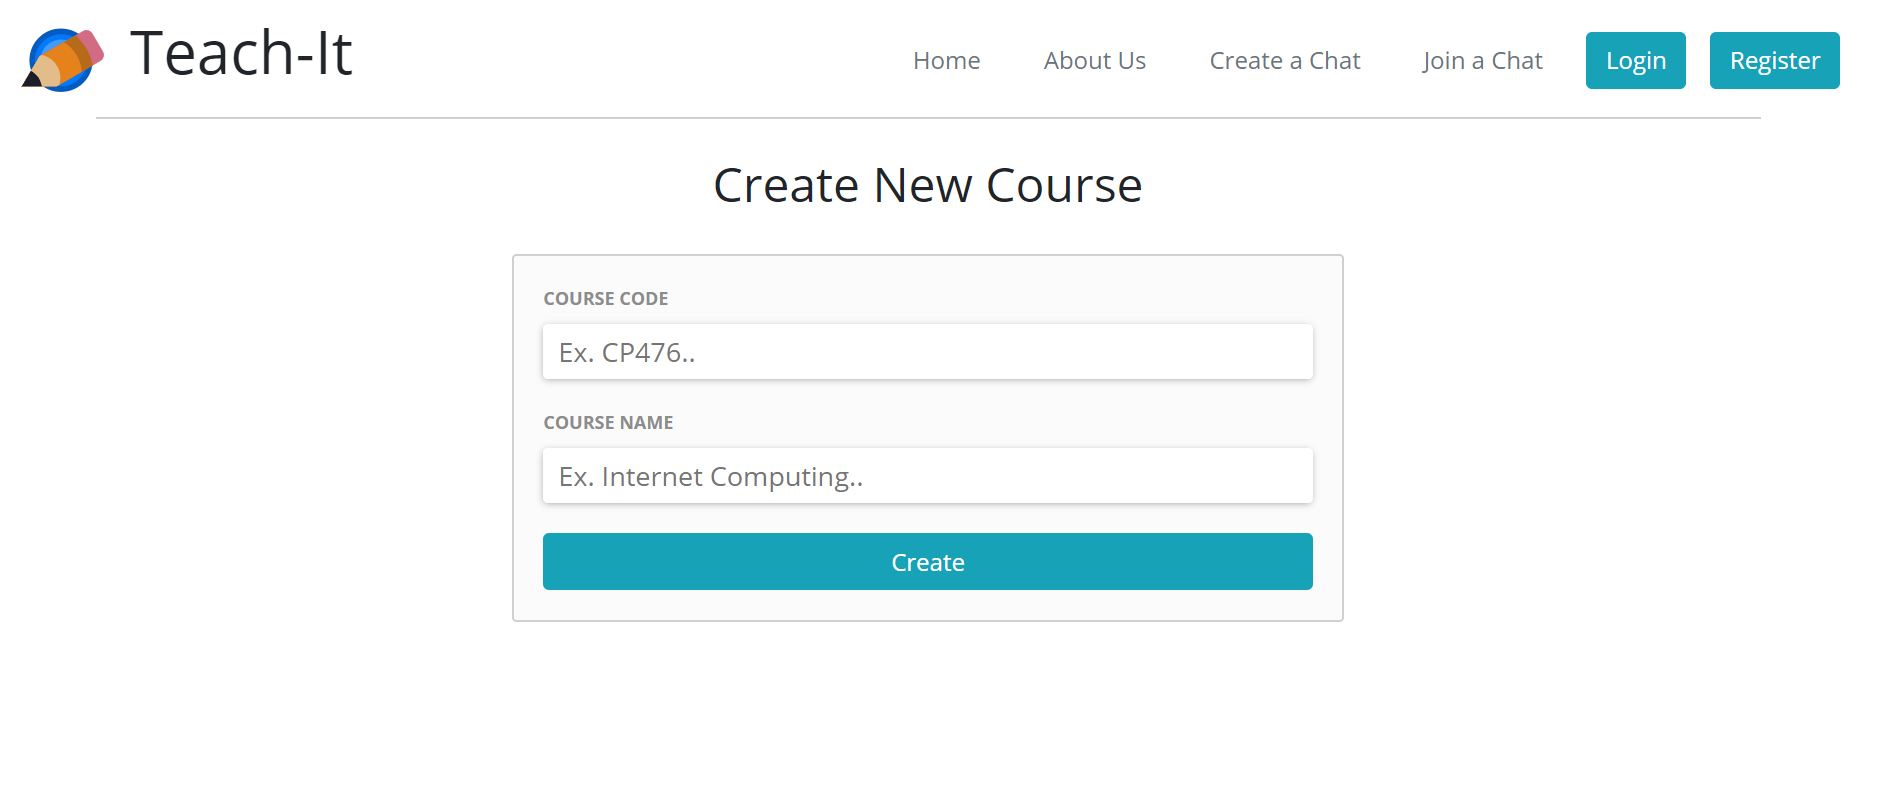 Teach-It
Home About Us Create a Chat Join a Chat Login Register
Create New Course
COURSE CODE
Ex. CP476..
COURSE NAME
Ex. Internet Computing..
Create